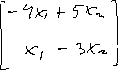 -4x₁ + 5x₂
x₁ - 3x₂